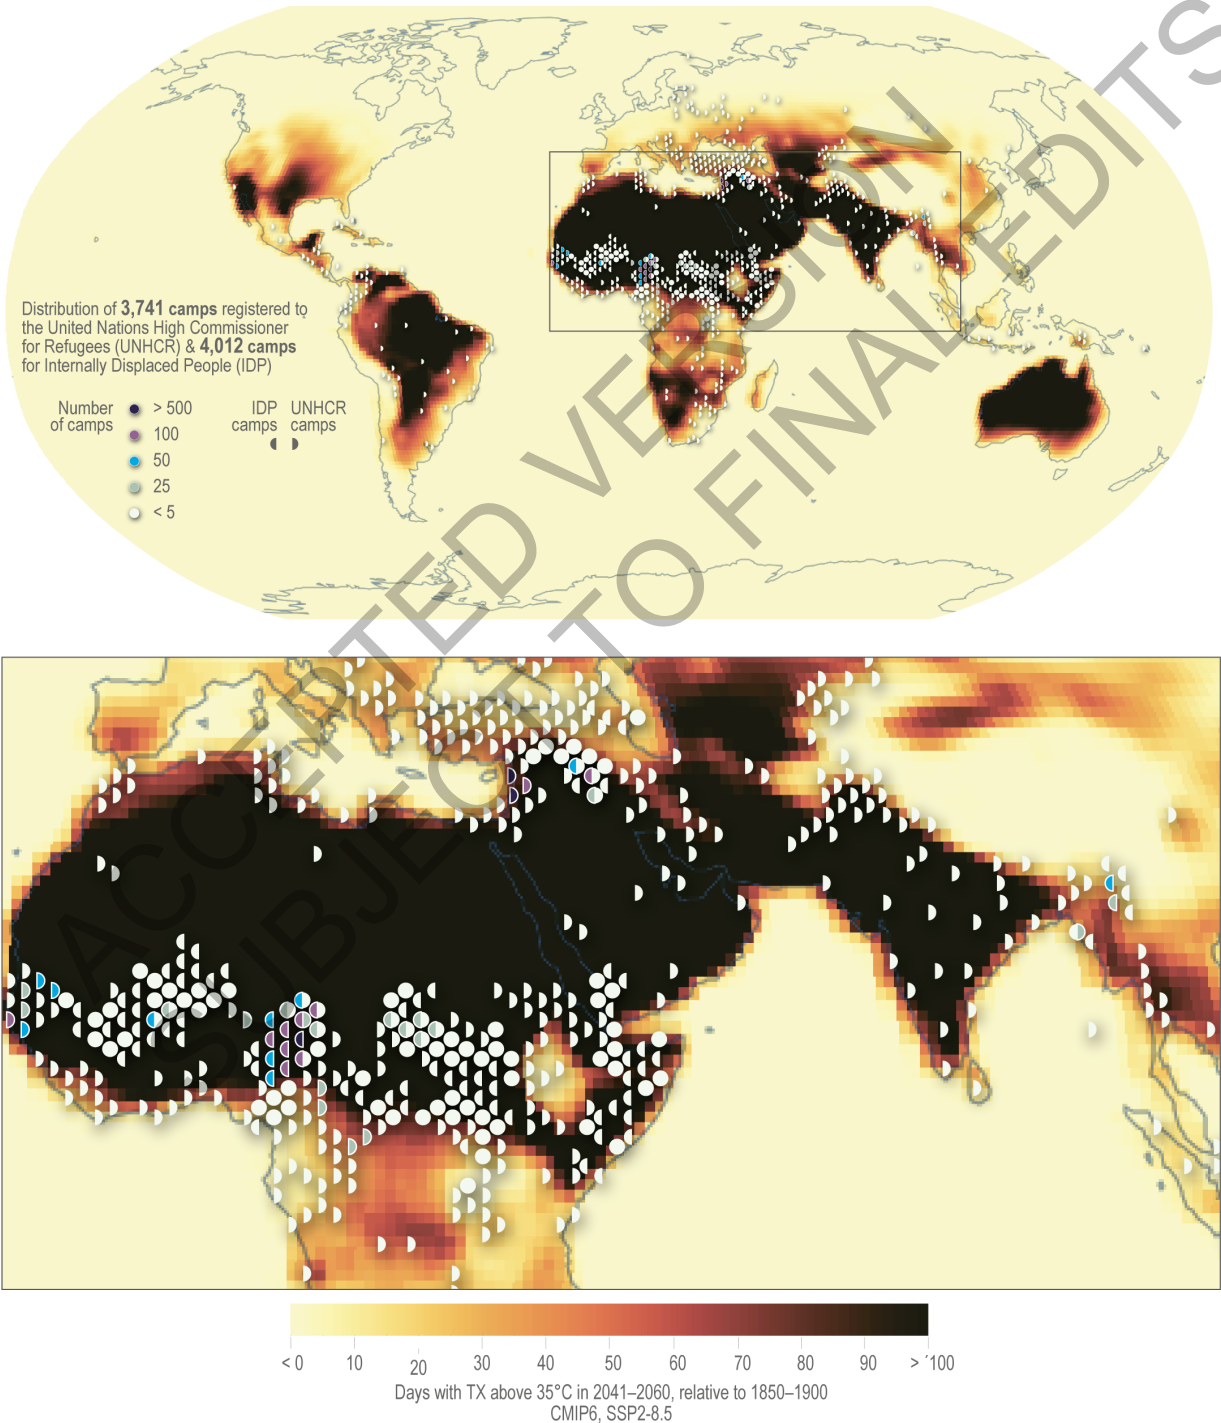 Distribution of 3,741 camps registered to
the United Nations High Commissioner
for Refugees (UNHCR) & 4,012 camps
for Internally Displaced People (IDP)
Number
of camps
> 500
100
50
25
< 5
IDP
camps
UNHCR
camps
ACCEPTED VERSION
SUBJECT TO FINAL EDITS
< 0
10
20
30
40
50
60
70
80
90
> 100
Days with TX above 35°C in 2041–2060, relative to 1850–1900
CMIP6, SSP2-8.5